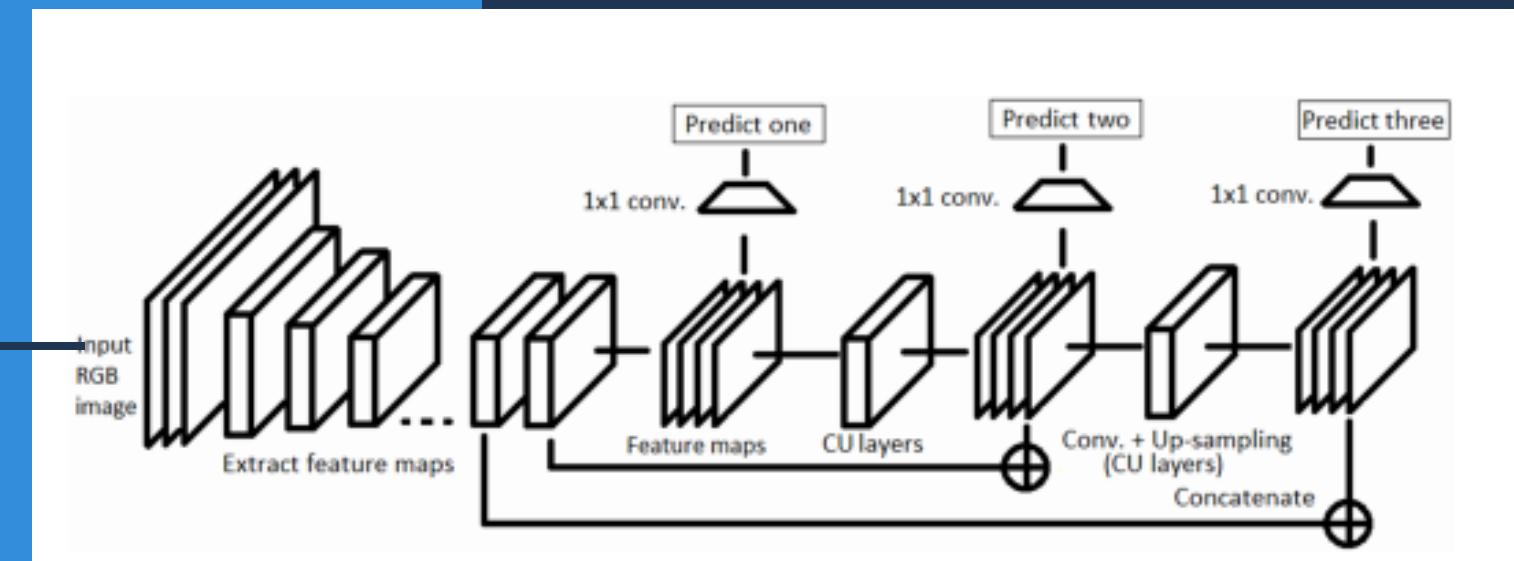 Predict one
Predict two
Predict three
1x1 conv.
1x1 conv.
1x1 conv.
Input
RGB
image
Extract feature maps
Feature maps
CU layers
Conv. + Up-sampling
(CU layers)
Concatenate